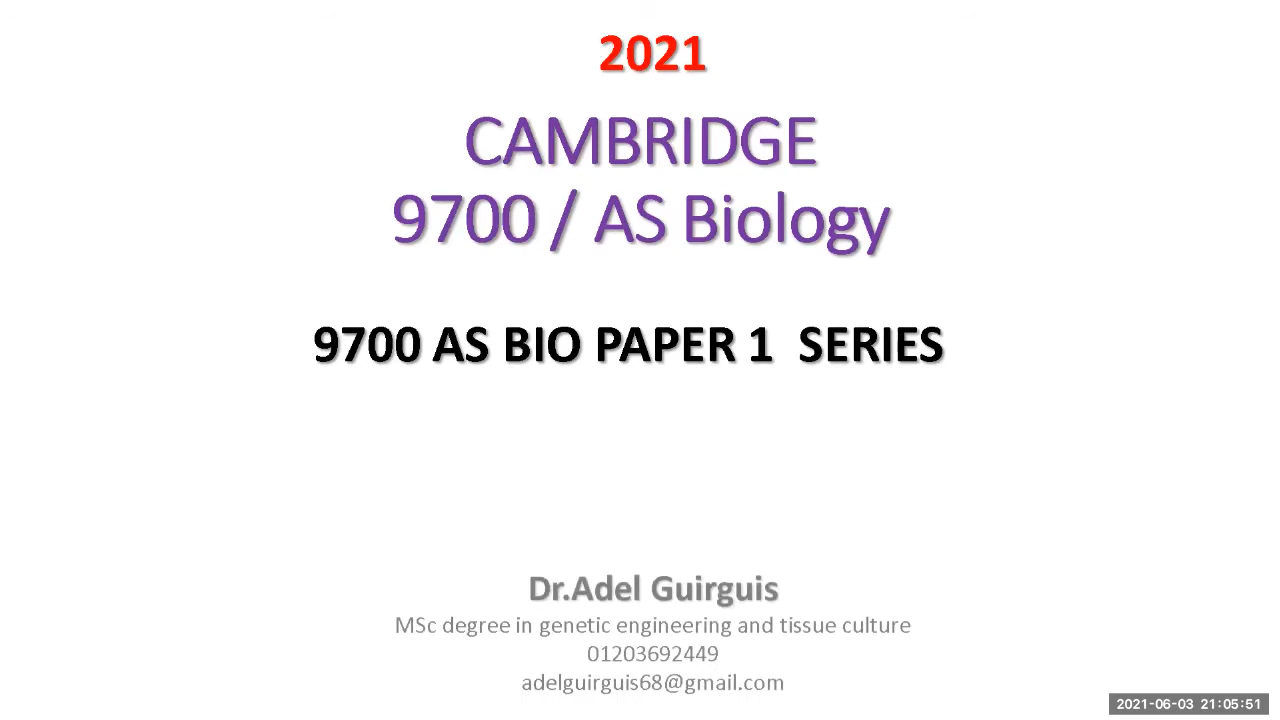 2021
CAMBRIDGE
9700 / AS Biology
9700 AS BIO PAPER 1 SERIES
Dr.Adel Guirguis
MSc degree in genetic engineering and tissue culture
01203692449
adelguirguis68@gmail.com
2021-06-03 21:05:51